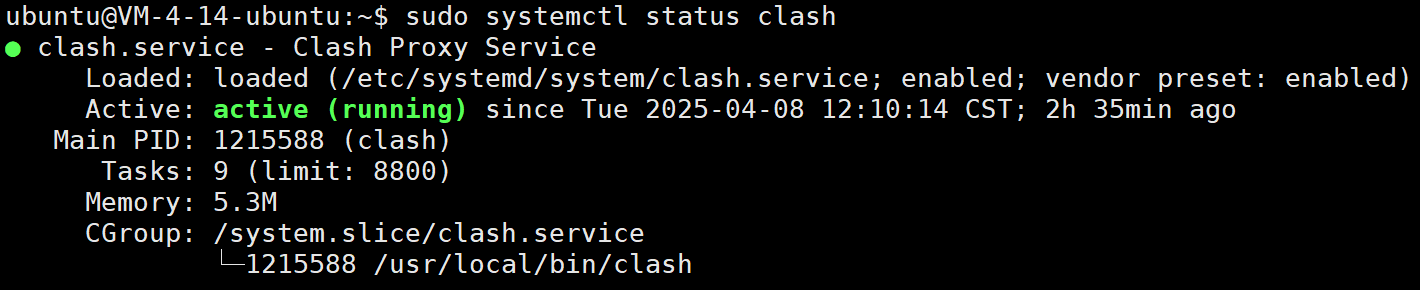 ubuntu@VM-4-14-ubuntu:~$ sudo systemctl status clash
● clash.service - Clash Proxy Service
     Loaded: loaded (/etc/systemd/system/clash.service; enabled; vendor preset: enabled)
     Active: active (running) since Tue 2025-04-08 12:10:14 CST; 2h 35min ago
   Main PID: 1215588 (clash)
      Tasks: 9 (limit: 8800)
     Memory: 5.3M
     CGroup: /system.slice/clash.service
             └─1215588 /usr/local/bin/clash